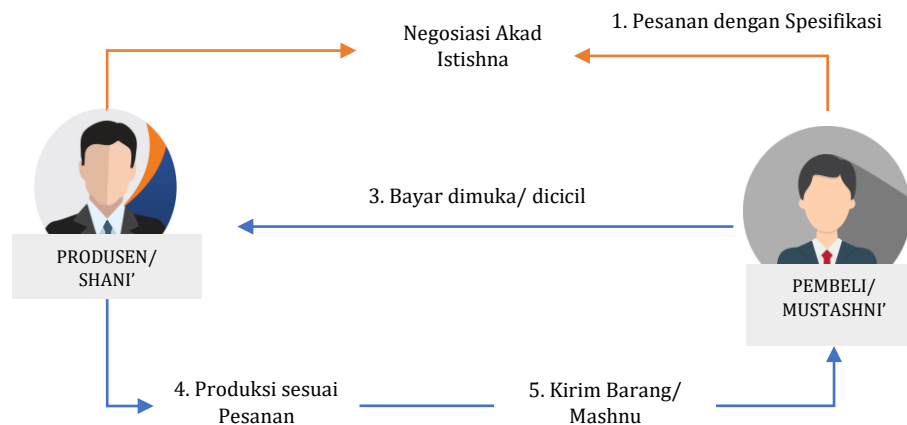 1. Pesanan dengan Spesifikasi
Negosiasi Akad
Istishna
3. Bayar dimuka/ dicicil
PRODUSEN/
SHANI’
PEMBELI/
MUSTASHNI’
4. Produksi sesuai
Pesanan
5. Kirim Barang/
Mashnu